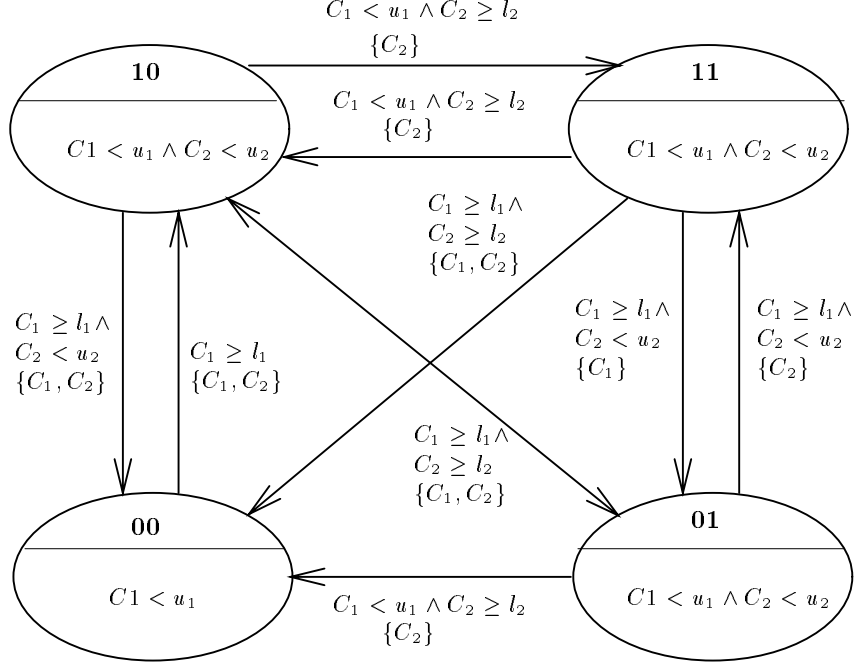 C₁ < u₁ ∧ C₂ ≥ l₂
{C₂}
10
11
C₁ < u₁ ∧ C₂ ≥ l₂
{C₂}
C1 < u₁ ∧ C₂ < u₂
C1 < u₁ ∧ C₂ < u₂
C₁ ≥ l₁∧
C₂ ≥ l₂
{C₁, C₂}
C₁ ≥ l₁∧
C₂ < u₂
{C₁, C₂}
C₁ ≥ l₁
{C₁, C₂}
C₁ ≥ l₁∧
C₂ < u₂
{C₁}
C₁ ≥ l₁∧
C₂ < u₂
{C₂}
C₁ ≥ l₁∧
C₂ ≥ l₂
{C₁, C₂}
00
01
C1 < u₁
C1 < u₁ ∧ C₂ < u₂
C₁ < u₁ ∧ C₂ ≥ l₂
{C₂}